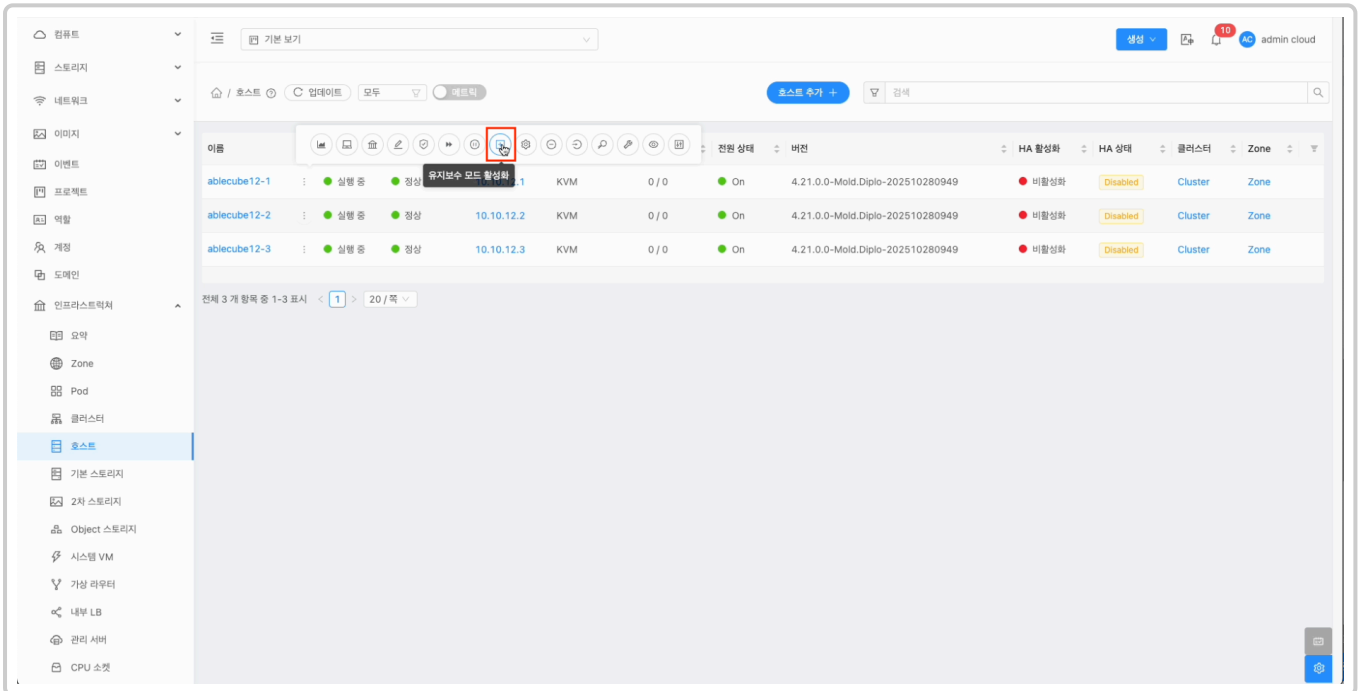 컴퓨트
기본 보기
생성
10
AC
admin cloud
스토리지
네트워크
이미지
이벤트
프로젝트
역할
계정
도메인
인프라스트럭쳐
요약
Zone
Pod
클러스터
호스트
기본 스토리지
2차 스토리지
Object 스토리지
시스템 VM
가상 라우터
내부 LB
관리 서버
CPU 소켓
/ 호스트
업데이트
모두
메트릭
호스트 추가 +
검색
이름 전원 상태 버전 HA 활성화 HA 상태 클러스터 Zone
유지보수 모드 활성화
ablecube12-1 실행 중 정상 KVM 0 / 0 On 4.21.0.0-Mold.Diplo-202510280949 비활성화 Disabled Cluster Zone
ablecube12-2 실행 중 정상 10.10.12.2 KVM 0 / 0 On 4.21.0.0-Mold.Diplo-202510280949 비활성화 Disabled Cluster Zone
ablecube12-3 실행 중 정상 10.10.12.3 KVM 0 / 0 On 4.21.0.0-Mold.Diplo-202510280949 비활성화 Disabled Cluster Zone
전체 3 개 항목 중 1-3 표시 < 1 > 20 / 쪽